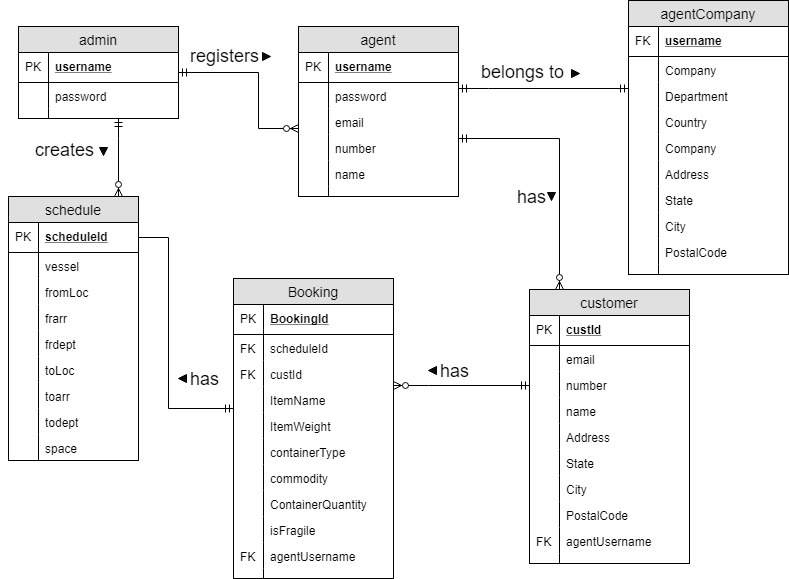 admin
PK username
password
registers
agent
PK username
password
email
number
name
belongs to
agentCompany
FK username
Company
Department
Country
Company
Address
State
City
PostalCode
creates
has
schedule
PK scheduleId
vessel
fromLoc
frarr
frdept
toLoc
toarr
todept
space
has
Booking
PK BookingId
FK scheduleId
FK custId
ItemName
ItemWeight
containerType
commodity
ContainerQuantity
isFragile
FK agentUsername
has
customer
PK custId
email
number
name
Address
State
City
PostalCode
FK agentUsername